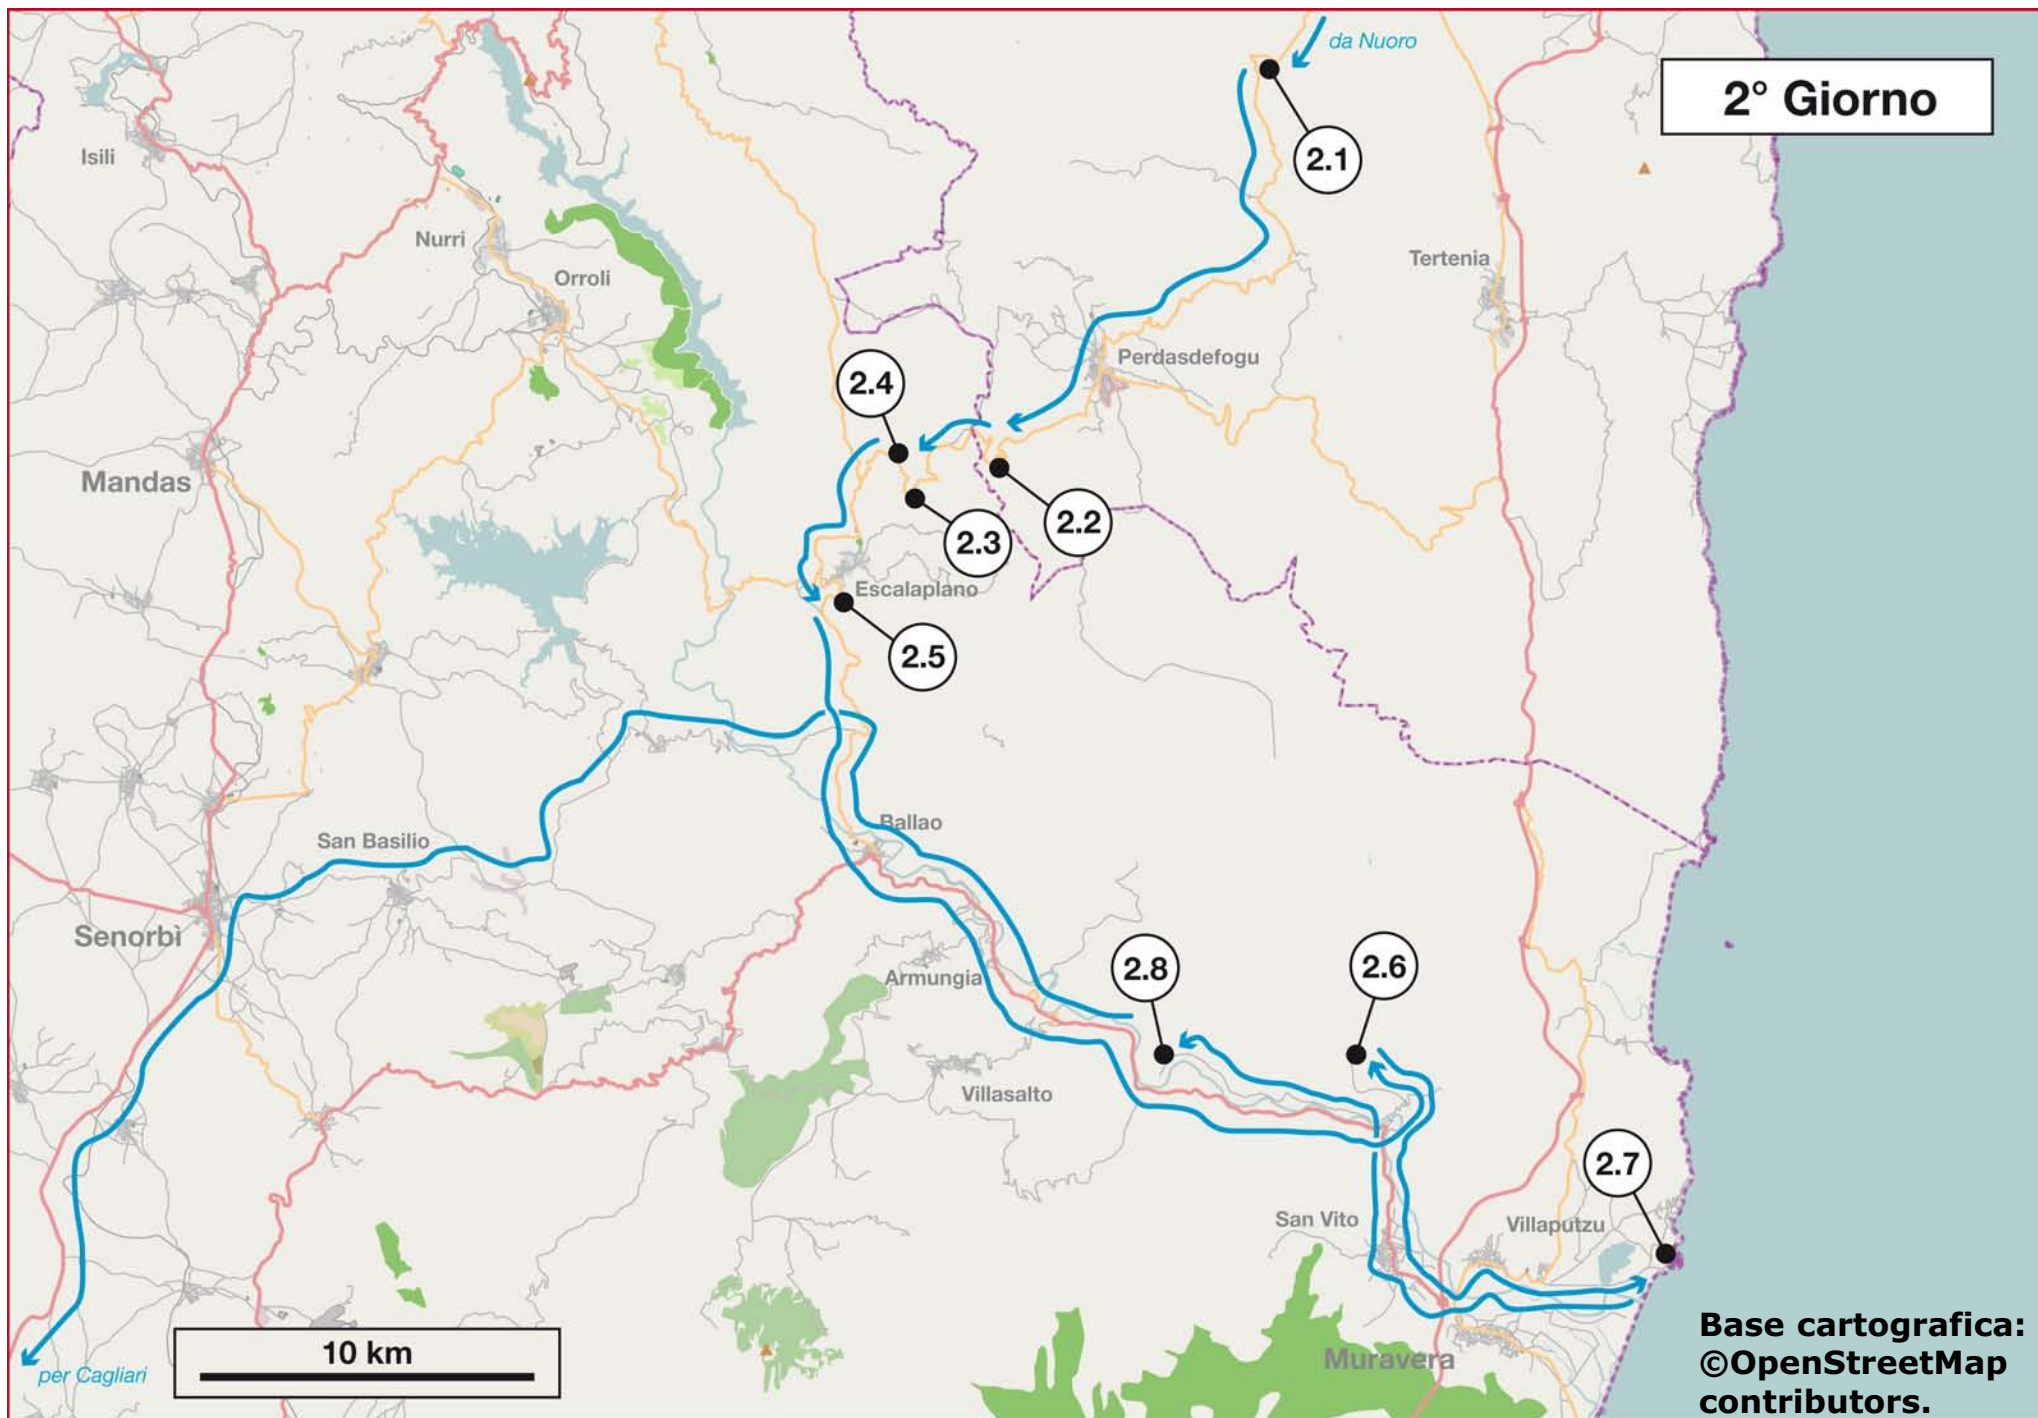 da Nuoro
2° Giorno
2.1
Isili
Nurri
Orroli
Tertenia
Perdasdefogu
2.4
Mandas
2.2
2.3
Escalaplano
2.5
Ballao
San Basilio
Senorbì
Armungia
2.8
2.6
Villasalto
2.7
San Vito
Villaputzu
10 km
Muravera
per Cagliari
Base cartografica:
©OpenStreetMap
contributors.